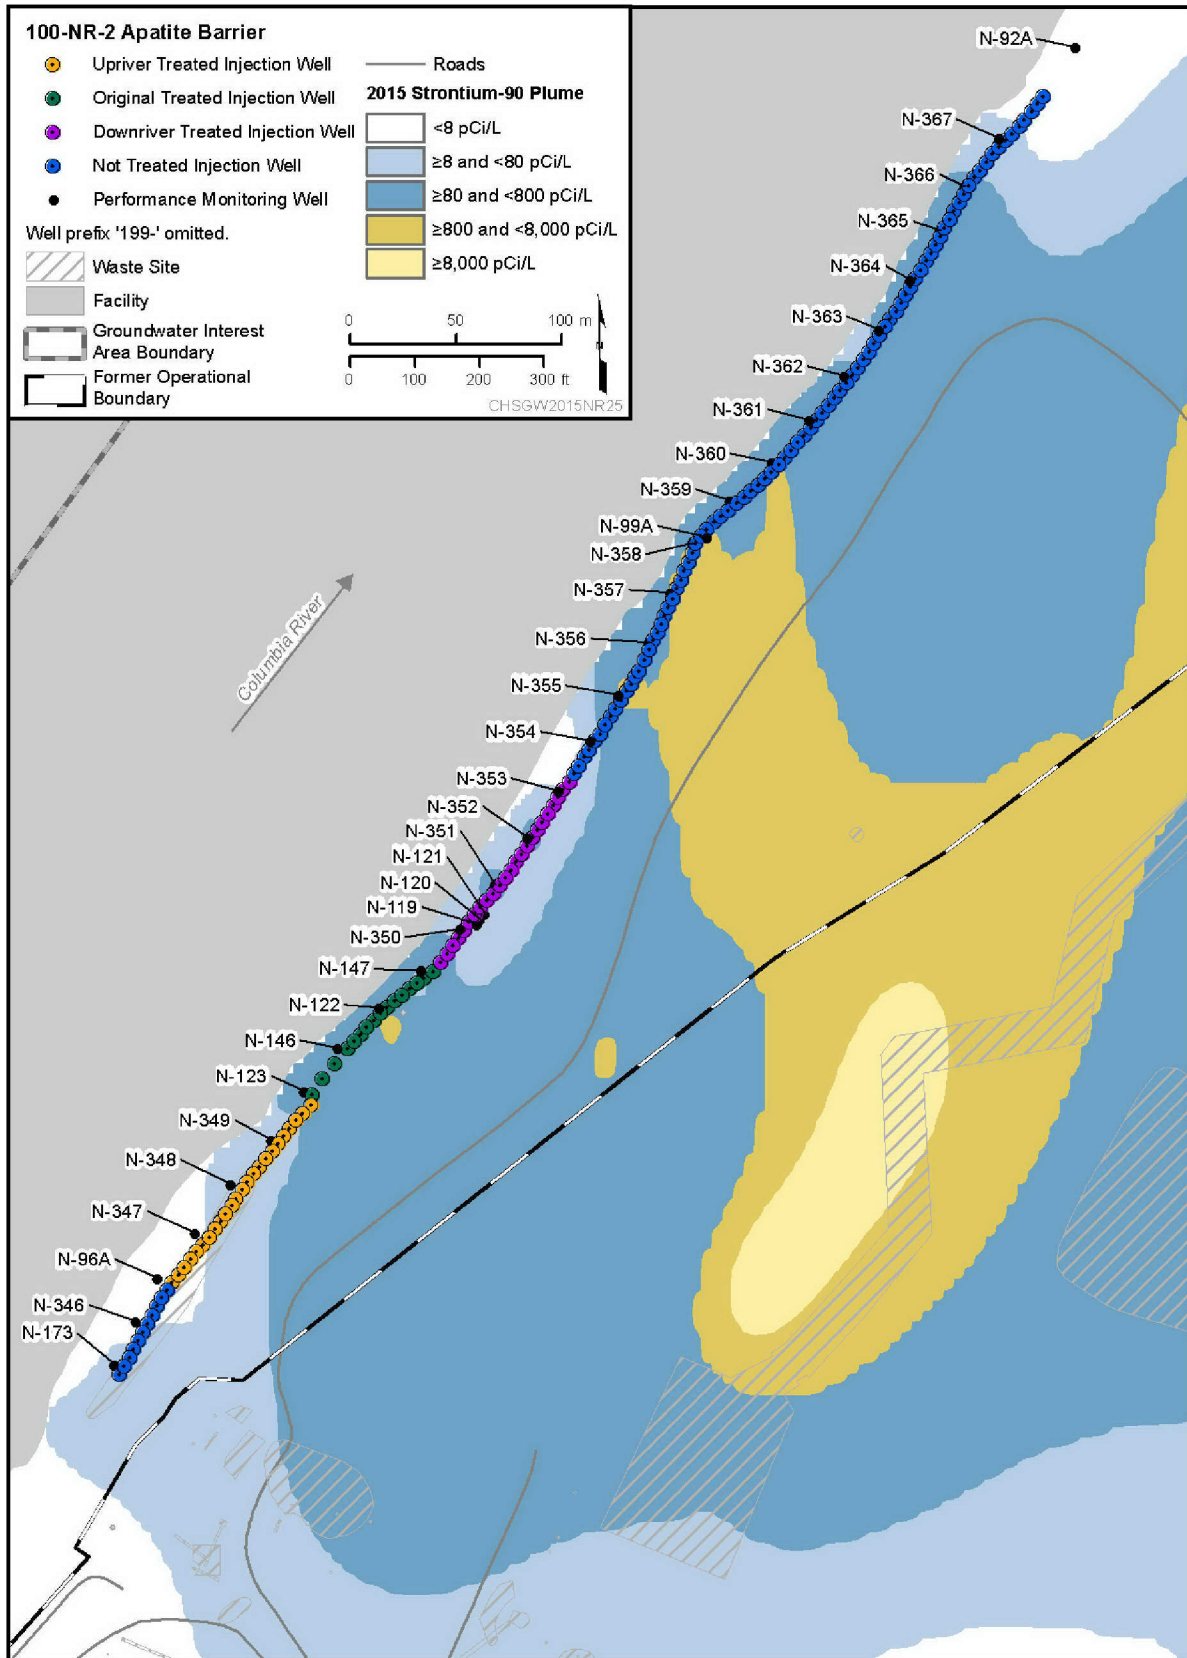 100-NR-2 Apatite Barrier
Upriver Treated Injection Well
Original Treated Injection Well
Downriver Treated Injection Well
Not Treated Injection Well
Performance Monitoring Well
Well prefix '199-' omitted.
Waste Site
Facility
Groundwater Interest
Area Boundary
Former Operational
Boundary
Roads
2015 Strontium-90 Plume
<8 pCi/L
≥8 and <80 pCi/L
≥80 and <800 pCi/L
≥800 and <8,000 pCi/L
≥8,000 pCi/L
0 50 100 m
0 100 200 300 ft
N
CHSGW2015NR25
N-92A
N-367
N-366
N-365
N-364
N-363
N-362
N-361
N-360
N-359
N-99A
N-358
N-357
N-356
N-355
N-354
N-353
N-352
N-351
N-121
N-120
N-119
N-350
N-147
N-122
N-146
N-123
N-349
N-348
N-347
N-96A
N-346
N-173
Columbia River